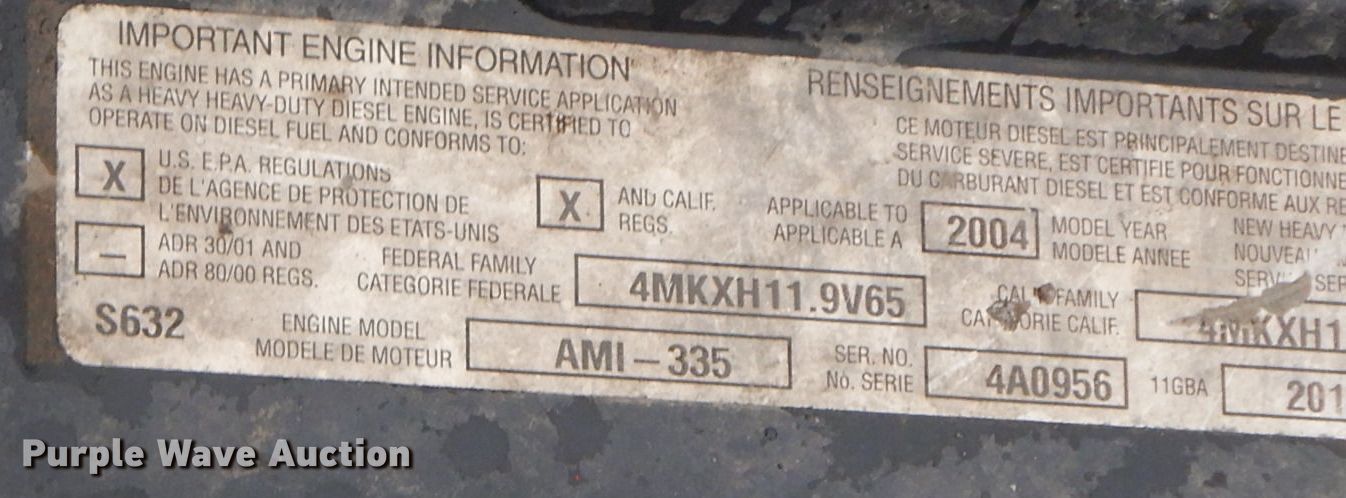 IMPORTANT ENGINE INFORMATION
THIS ENGINE HAS A PRIMARY INTENDED SERVICE APPLICATION
AS A HEAVY HEAVY-DUTY DIESEL ENGINE, IS CERTIFIED TO
OPERATE ON DIESEL FUEL AND CONFORMS TO:
RENSEIGNEMENTS IMPORTANTS SUR LE
CE MOTEUR DIESEL EST PRINCIPALEMENT DESTINE
SERVICE SEVERE, EST CERTIFIE POUR FONCTIONNE
DU CARBURANT DIESEL ET EST CONFORME AUX RE
X U.S. E.P.A. REGULATIONS
DE L'AGENCE DE PROTECTION DE
L'ENVIRONNEMENT DES ETATS-UNIS
X AND CALIF.
REGS.
APPLICABLE TO
APPLICABLE A
2004
MODEL YEAR
MODELE ANNEE
NEW HEAVY
– ADR 30/01 AND
ADR 80/00 REGS.
FEDERAL FAMILY
CATEGORIE FEDERALE
4MKXH11.9V65
FAMILY
CALIF.
4MKXH1
S632
ENGINE MODEL
MODELE DE MOTEUR
AMI – 335
SER. NO.
No. SERIE
4A0956
11GBA
201
Purple Wave Auction